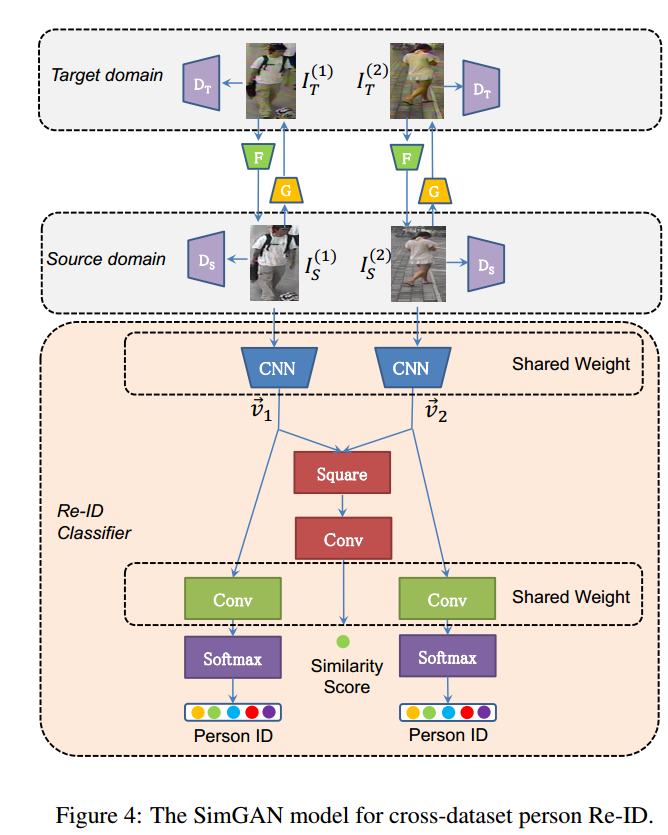 Target domain
D_T
I_T^(1)
I_T^(2)
D_T
F
G
F
G
Source domain
D_S
I_S^(1)
I_S^(2)
D_S
CNN
CNN
Shared Weight
v⃗₁
v⃗₂
Square
Re-ID
Classifier
Conv
Conv
Conv
Shared Weight
Softmax
Softmax
Similarity
Score
Person ID
Person ID
Figure 4: The SimGAN model for cross-dataset person Re-ID.